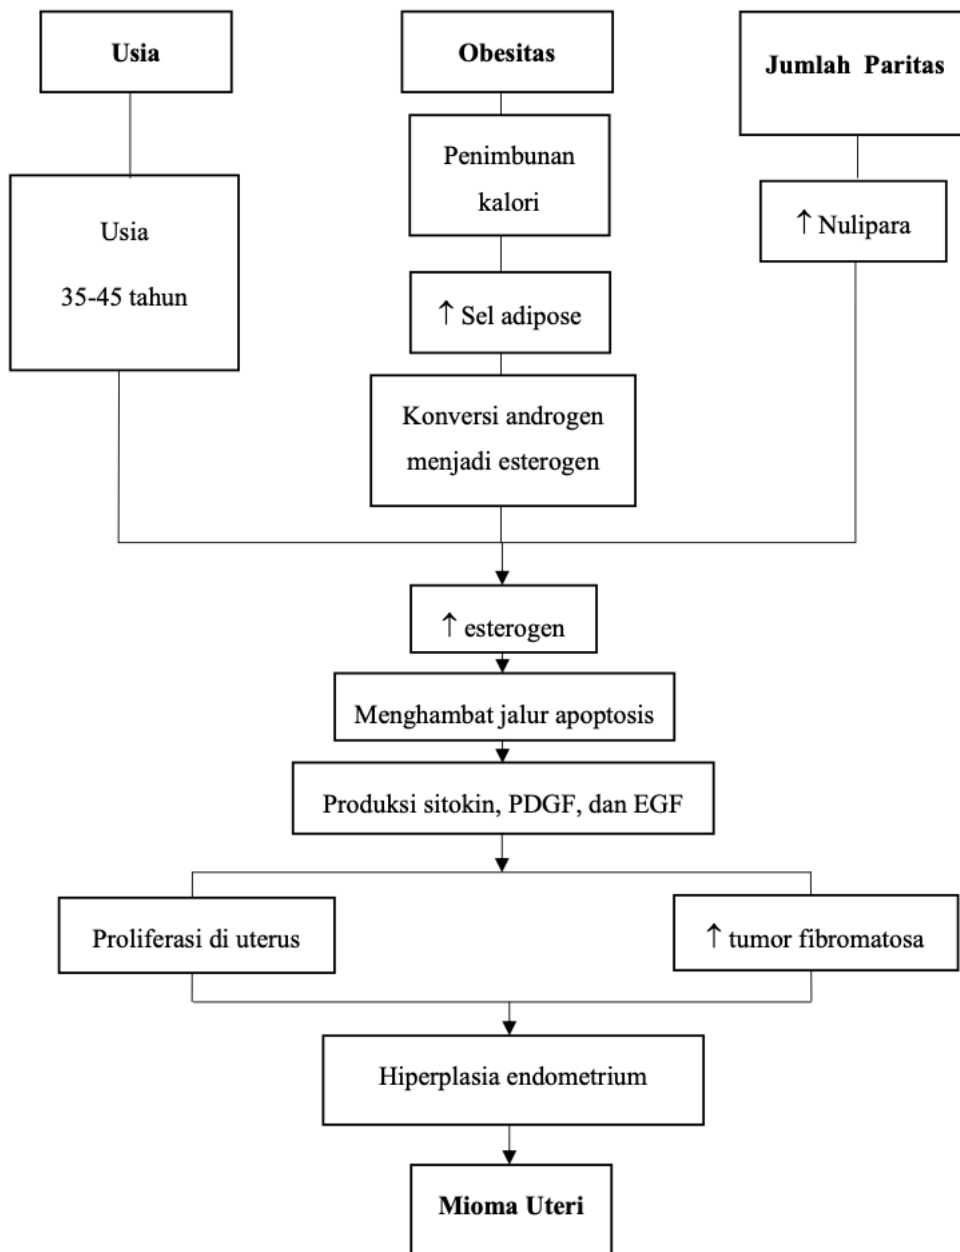 Usia
Obesitas
Jumlah Paritas
Penimbunan
kalori
↑ Nulipara
Usia
35-45 tahun
↑ Sel adipose
Konversi androgen
menjadi esterogen
↑ esterogen
Menghambat jalur apoptosis
Produksi sitokin, PDGF, dan EGF
Proliferasi di uterus
↑ tumor fibromatosa
Hiperplasia endometrium
Mioma Uteri